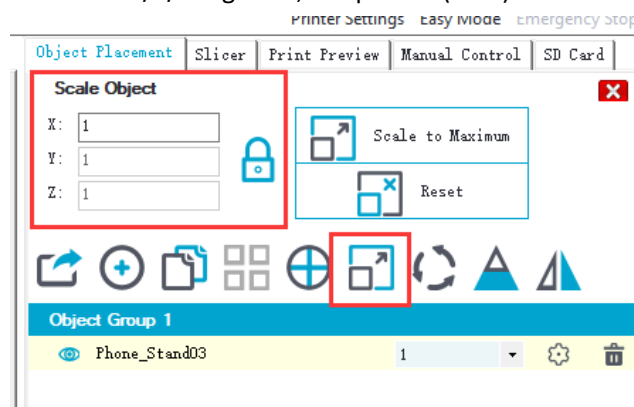 Printer Settings Easy Mode Emergency Stop
Object Placement Slicer Print Preview Manual Control SD Card
Scale Object
X: 1
Y: 1
Z: 1
Scale to Maximum
Reset
Object Group 1
Phone_Stand03 1